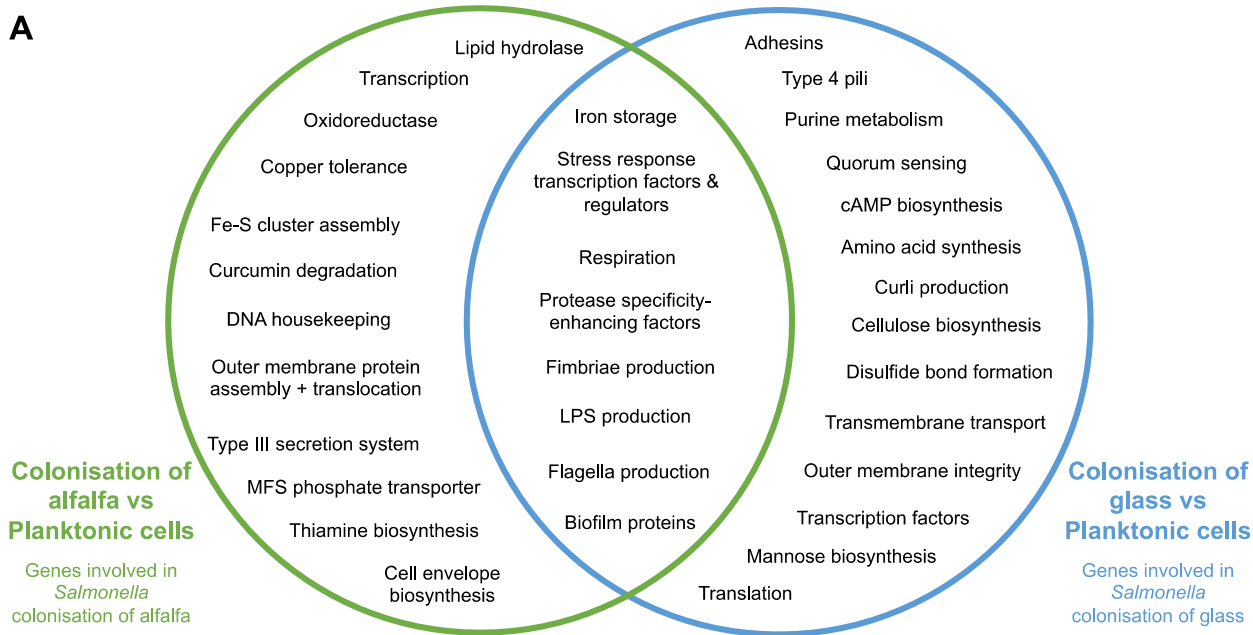 A
Lipid hydrolase
Transcription
Oxidoreductase
Copper tolerance
Fe-S cluster assembly
Curcumin degradation
DNA housekeeping
Outer membrane protein
assembly + translocation
Type III secretion system
MFS phosphate transporter
Thiamine biosynthesis
Cell envelope
biosynthesis
Iron storage
Stress response
transcription factors &
regulators
Respiration
Protease specificity-
enhancing factors
Fimbriae production
LPS production
Flagella production
Biofilm proteins
Adhesins
Type 4 pili
Purine metabolism
Quorum sensing
cAMP biosynthesis
Amino acid synthesis
Curli production
Cellulose biosynthesis
Disulfide bond formation
Transmembrane transport
Outer membrane integrity
Transcription factors
Mannose biosynthesis
Translation
Colonisation of
alfalfa vs
Planktonic cells
Genes involved in
Salmonella
colonisation of alfalfa
Colonisation of
glass vs
Planktonic cells
Genes involved in
Salmonella
colonisation of glass